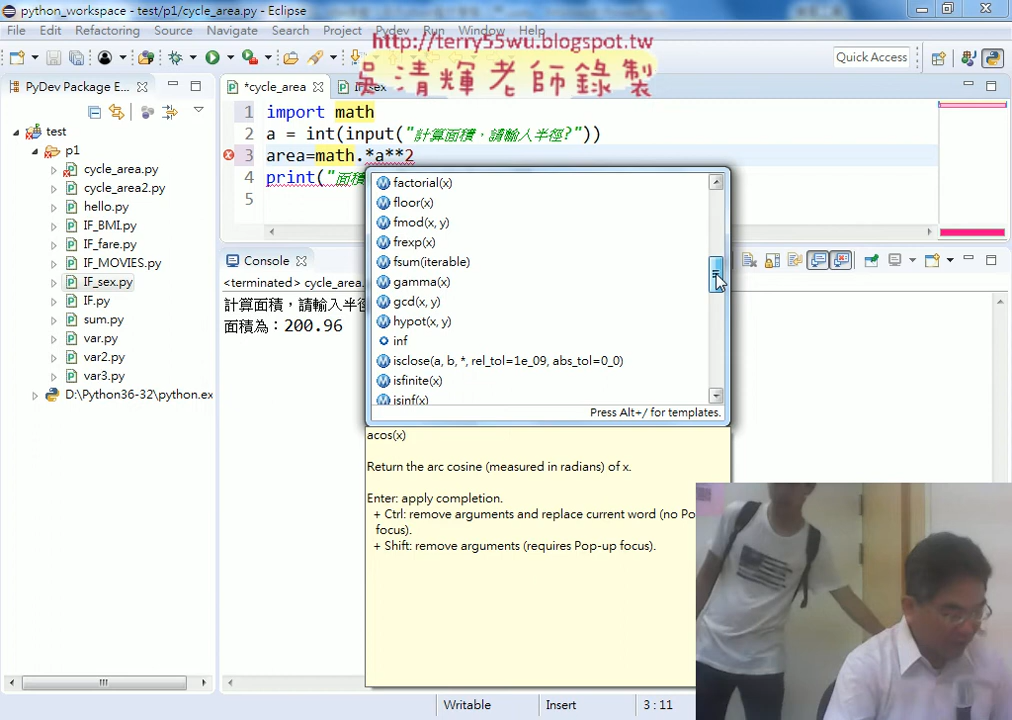 python_workspace - test/p1/cycle_area.py - Eclipse
File Edit Refactoring Source Navigate Search Project Pydev Run Window Help
http://terry55wu.blogspot.tw
吳清輝老師錄製
Quick Access
PyDev Package E...
*cycle_area
IF_sex
1 import math
2 a = int(input("計算面積，請輸入半徑?"))
3 area=math.*a**2
4 print("面積
5
test
p1
cycle_area.py
cycle_area2.py
hello.py
IF_BMI.py
IF_fare.py
IF_MOVIES.py
IF_sex.py
IF.py
sum.py
var.py
var2.py
var3.py
D:\Python36-32\python.ex
factorial(x)
floor(x)
fmod(x, y)
frexp(x)
fsum(iterable)
gamma(x)
gcd(x, y)
hypot(x, y)
inf
isclose(a, b, *, rel_tol=1e_09, abs_tol=0_0)
isfinite(x)
isinf(x)
Press Alt+/ for templates.
Console
<terminated> cycle_area.
計算面積，請輸入半徑
面積為：200.96
acos(x)
Return the arc cosine (measured in radians) of x.
Enter: apply completion.
+ Ctrl: remove arguments and replace current word (no Po
focus).
+ Shift: remove arguments (requires Pop-up focus).
Writable
Insert
3 : 11